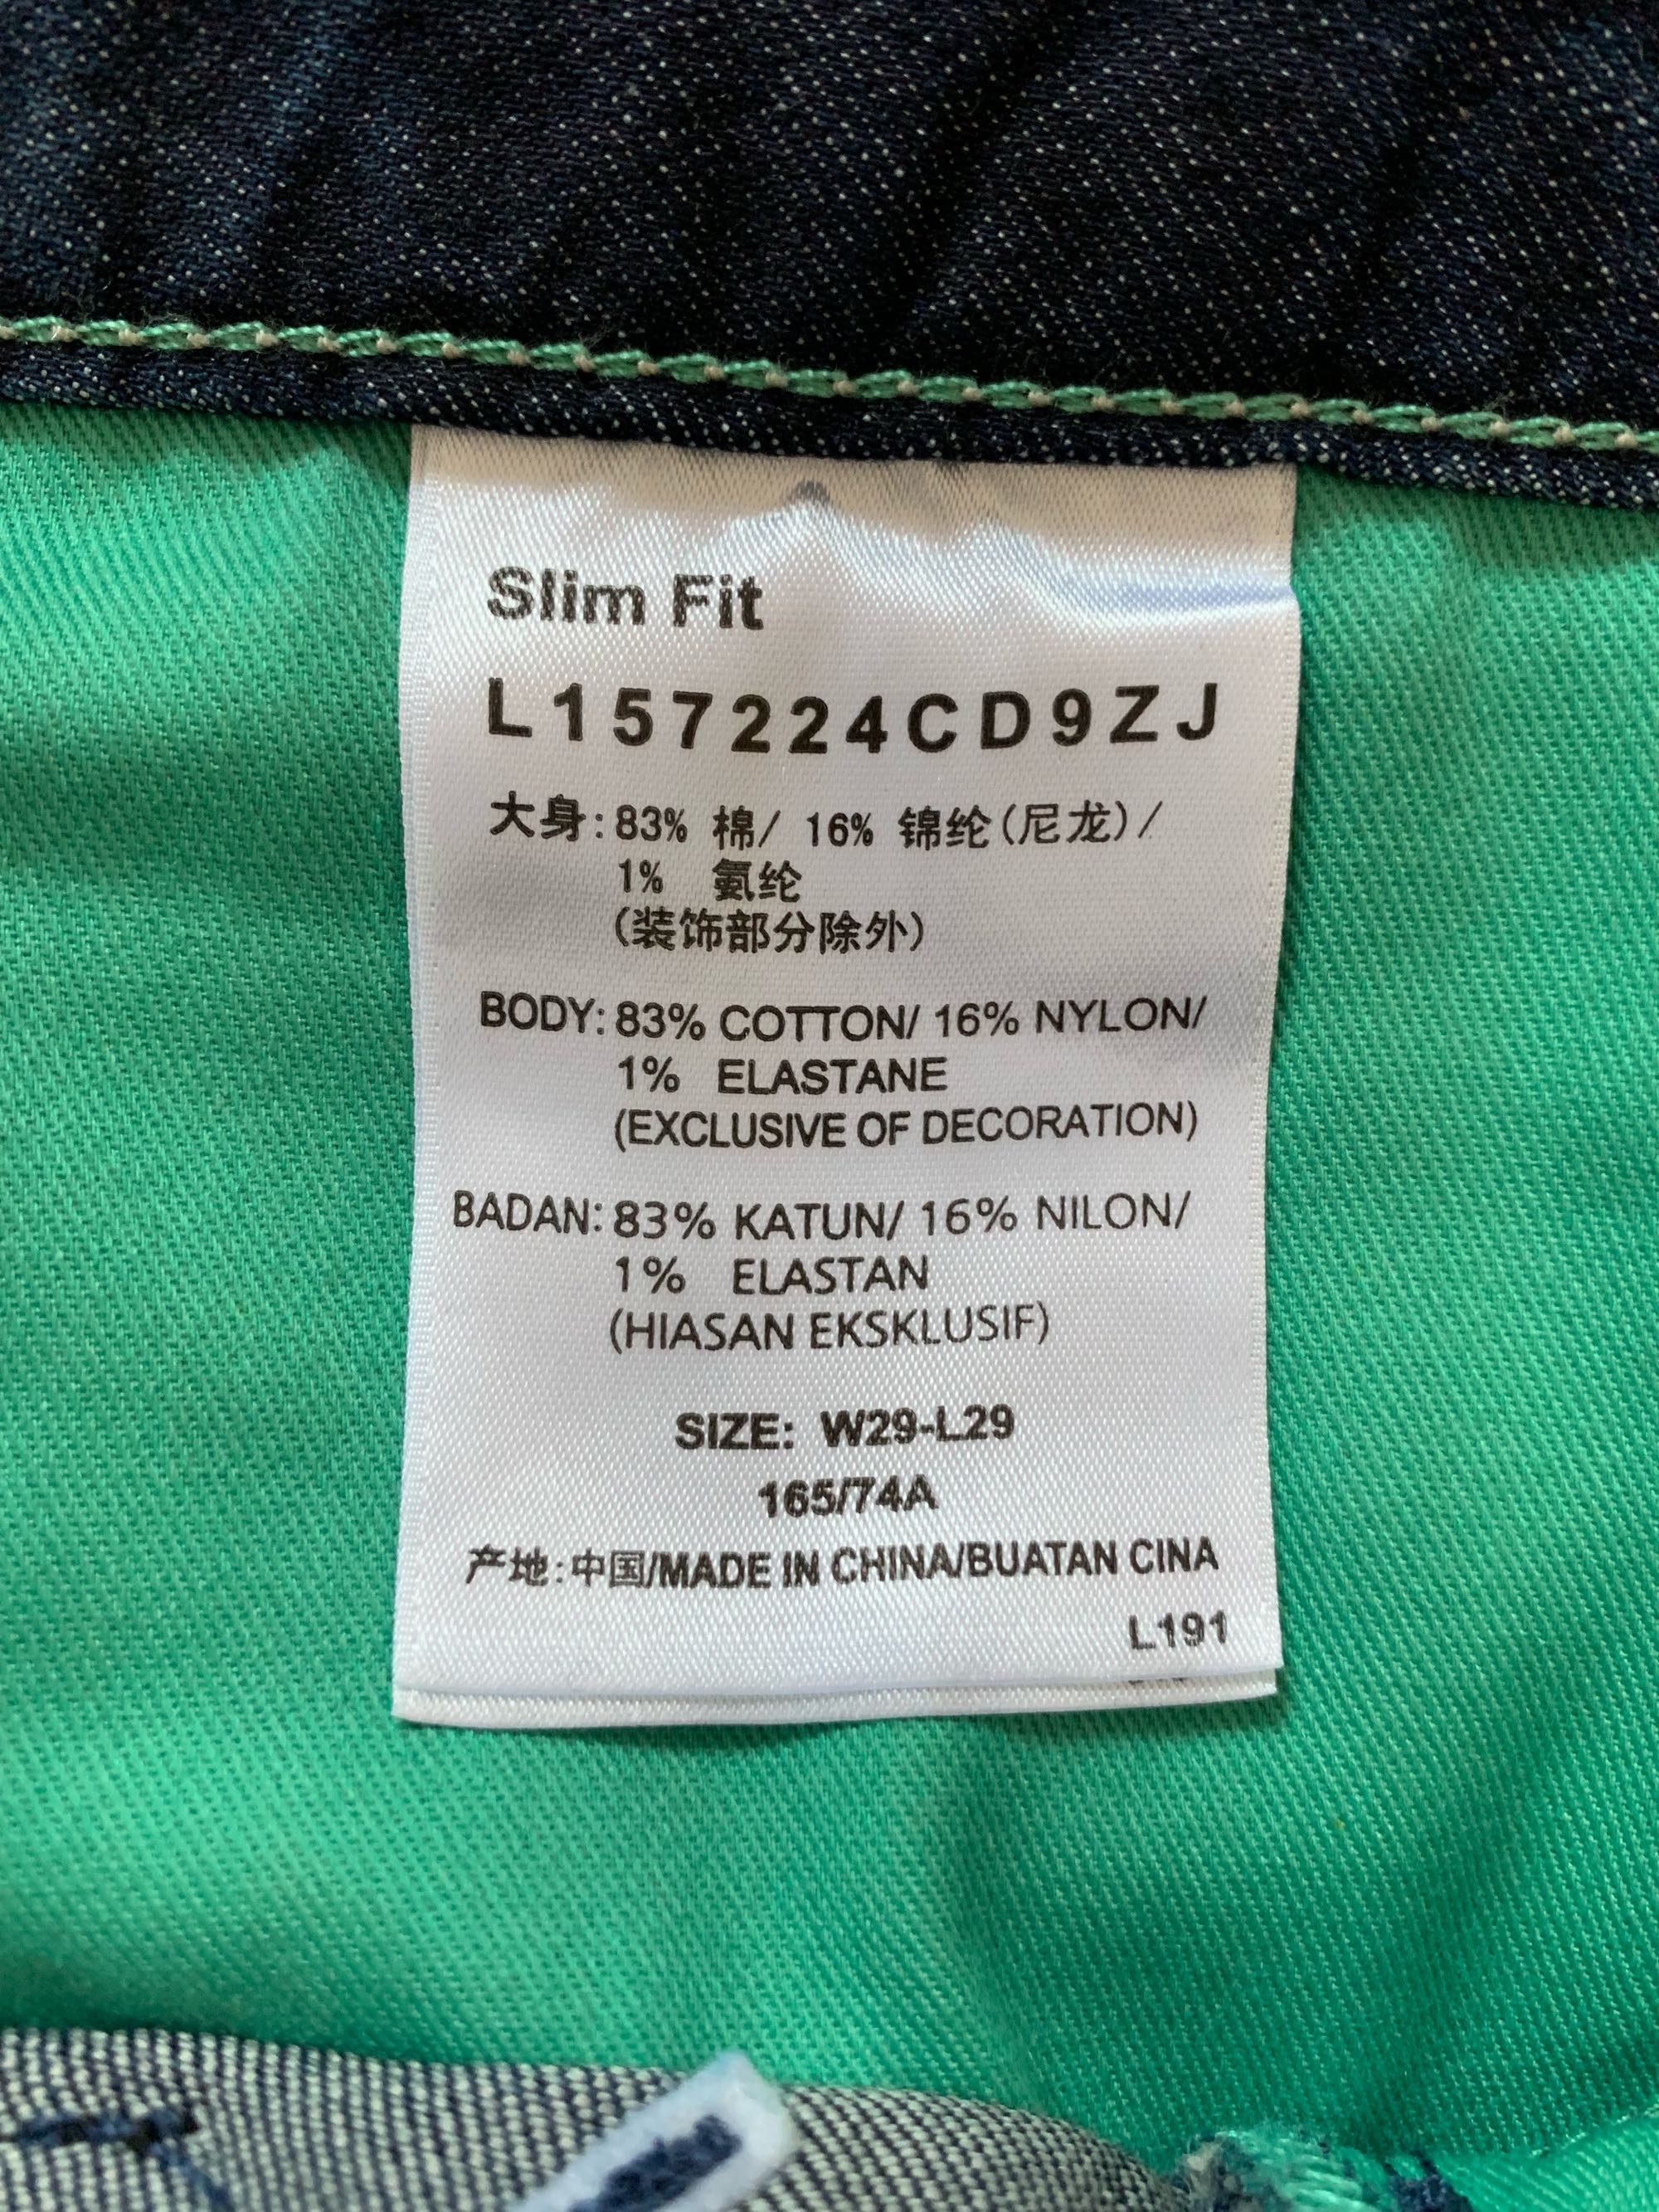 Slim Fit
L157224CD9ZJ
大身:83% 棉/ 16% 锦纶(尼龙)/
1% 氨纶
(装饰部分除外)
BODY: 83% COTTON/ 16% NYLON/
1% ELASTANE
(EXCLUSIVE OF DECORATION)
BADAN: 83% KATUN/ 16% NILON/
1% ELASTAN
(HIASAN EKSKLUSIF)
SIZE: W29-L29
165/74A
产地:中国/MADE IN CHINA/BUATAN CINA
L191